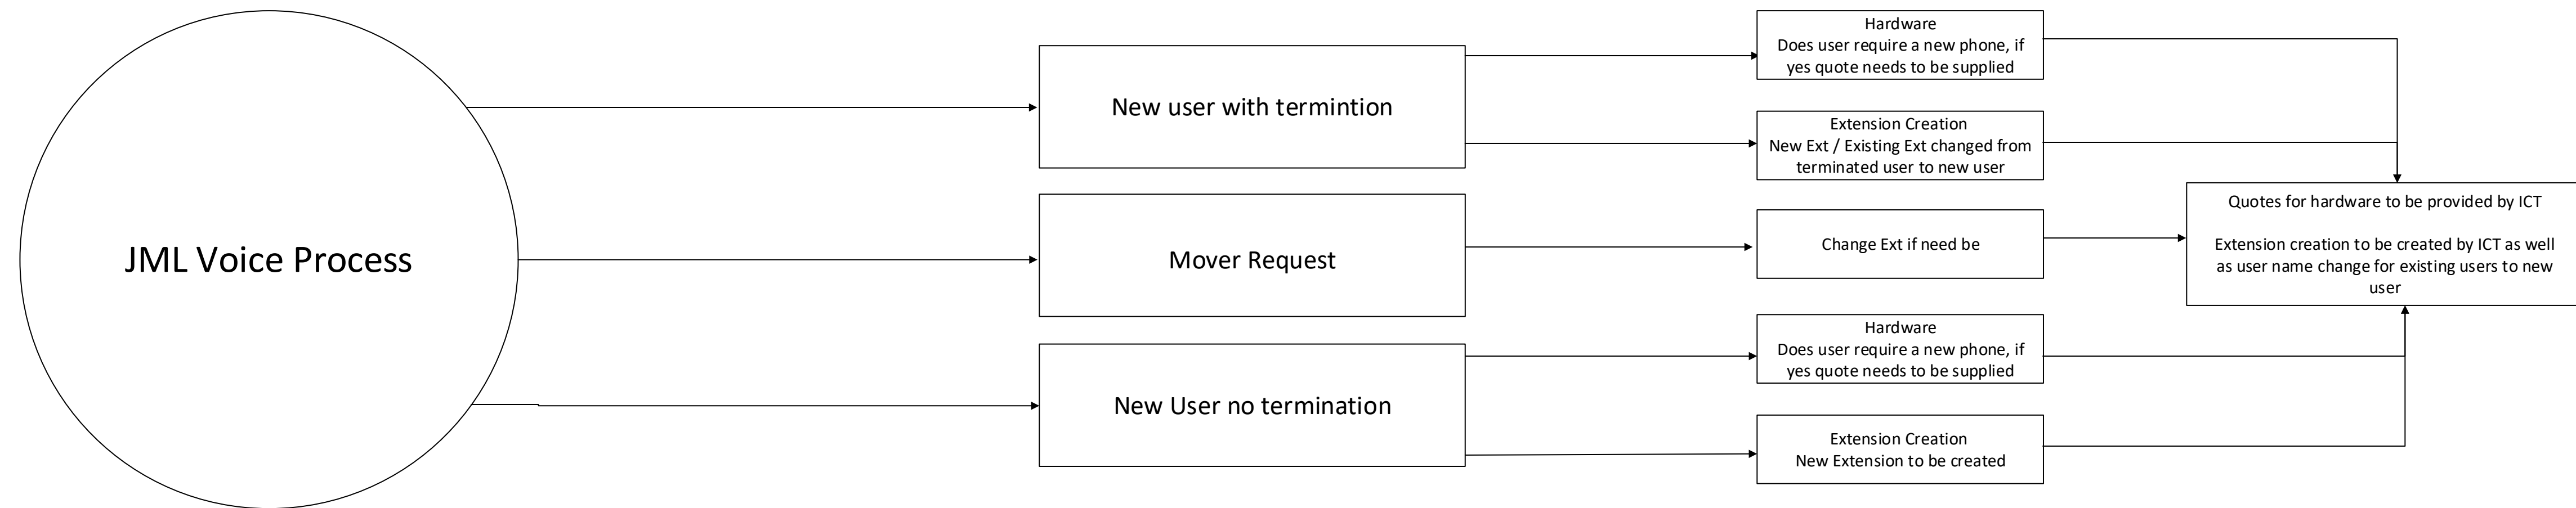 JML Voice Process
New user with termintion
Mover Request
New User no termination
Hardware
Does user require a new phone, if
yes quote needs to be supplied
Extension Creation
New Ext / Existing Ext changed from
terminated user to new user
Change Ext if need be
Hardware
Does user require a new phone, if
yes quote needs to be supplied
Extension Creation
New Extension to be created
Quotes for hardware to be provided by ICT
Extension creation to be created by ICT as well
as user name change for existing users to new
user